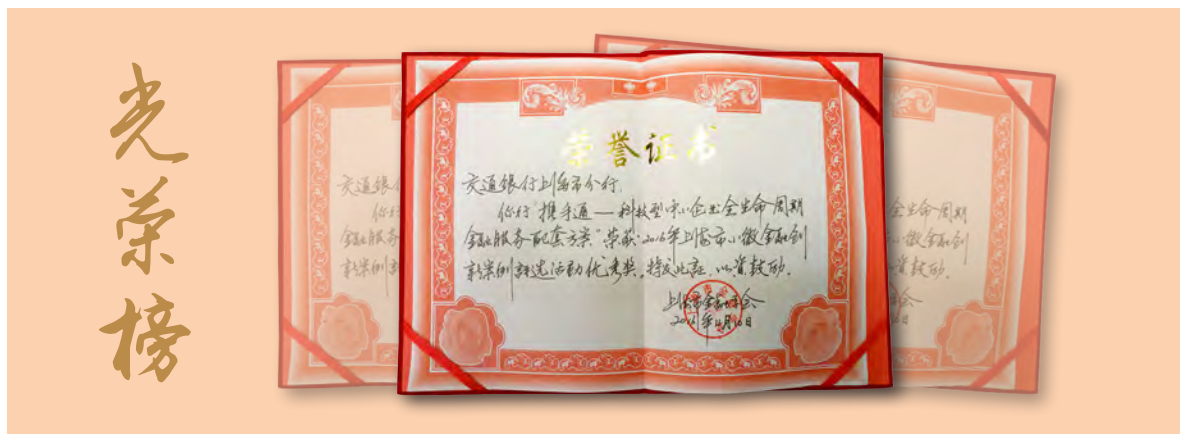 光荣榜
荣誉证书
交通银行上海市分行:
你行“携手通——科技型中小企业全生命周期
金融服务配套方案”荣获“2016年上海市小微金融创
新案例评选活动优秀奖。特发此证,以资鼓励。
上海市金融学会
2016年4月16日